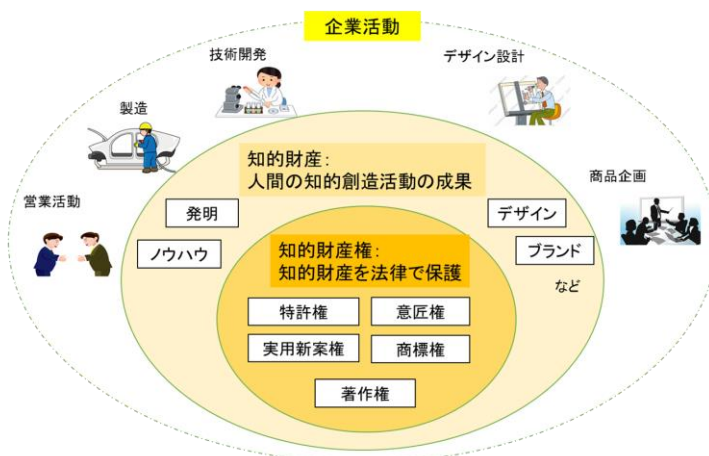 企業活動
技術開発
デザイン設計
製造
商品企画
営業活動
知的財産:
人間の知的創造活動の成果
発明
デザイン
ノウハウ
ブランド
など
知的財産権:
知的財産を法律で保護
特許権
意匠権
実用新案権
商標権
著作権